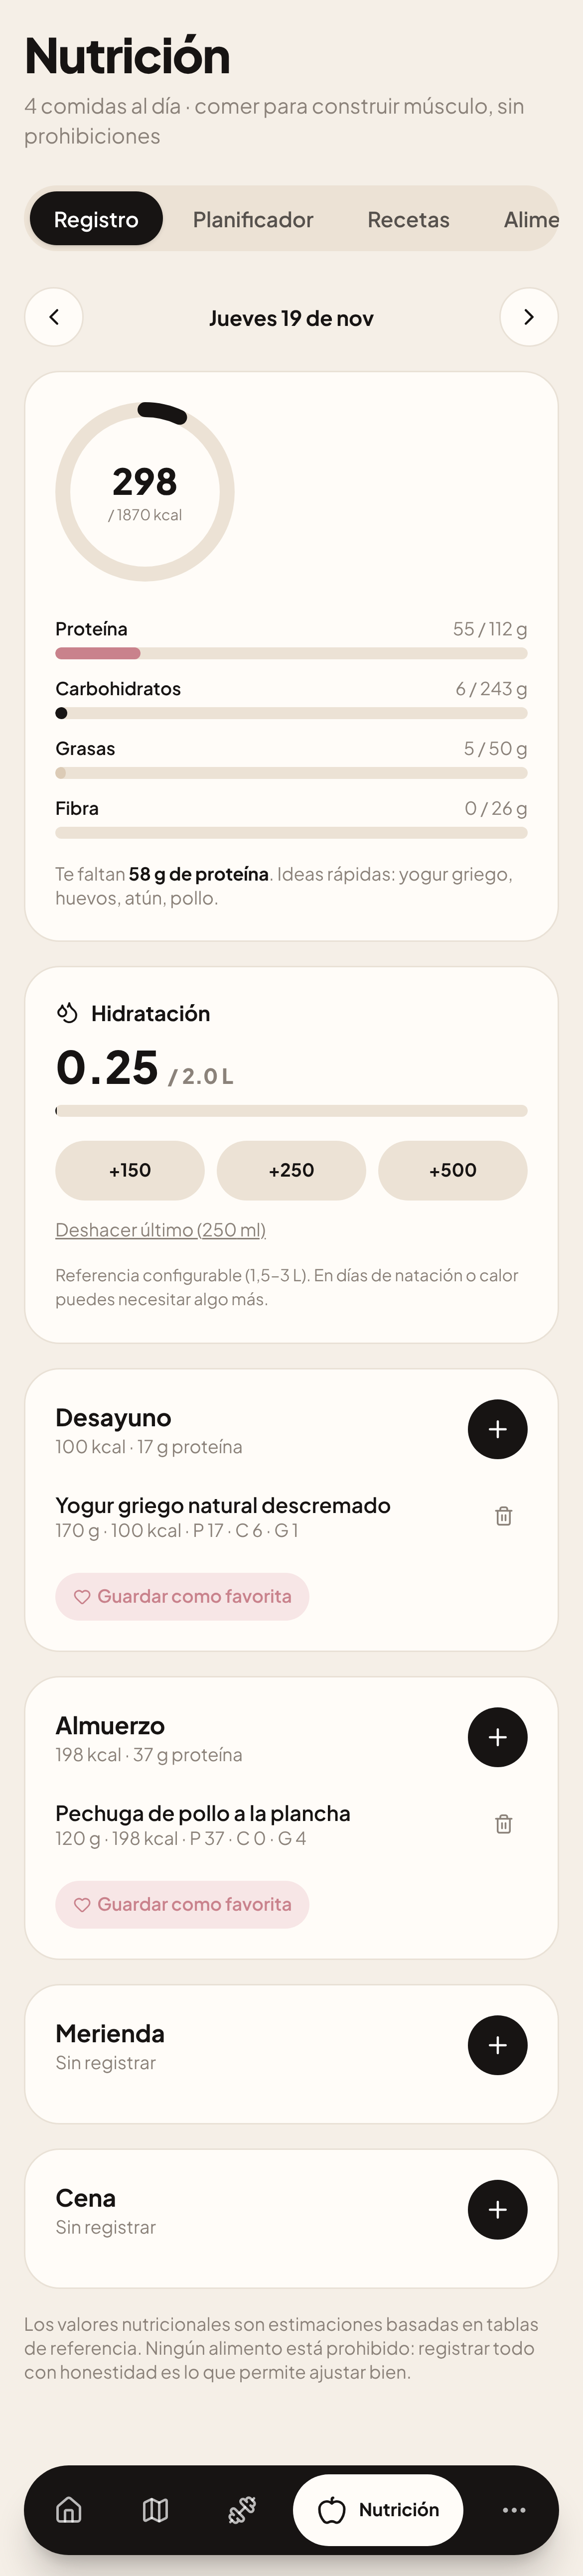 Nutrición
4 comidas al día · comer para construir músculo, sin
prohibiciones
Registro Planificador Recetas Alime
Jueves 19 de nov
298
/ 1870 kcal
Proteína 55 / 112 g
Carbohidratos 6 / 243 g
Grasas 5 / 50 g
Fibra 0 / 26 g
Te faltan 58 g de proteína. Ideas rápidas: yogur griego,
huevos, atún, pollo.
Hidratación
0.25 / 2.0 L
+150 +250 +500
Deshacer último (250 ml)
Referencia configurable (1,5–3 L). En días de natación o calor
puedes necesitar algo más.
Desayuno
100 kcal · 17 g proteína
Yogur griego natural descremado
170 g · 100 kcal · P 17 · C 6 · G 1
Guardar como favorita
Almuerzo
198 kcal · 37 g proteína
Pechuga de pollo a la plancha
120 g · 198 kcal · P 37 · C 0 · G 4
Guardar como favorita
Merienda
Sin registrar
Cena
Sin registrar
Los valores nutricionales son estimaciones basadas en tablas
de referencia. Ningún alimento está prohibido: registrar todo
con honestidad es lo que permite ajustar bien.
Nutrición